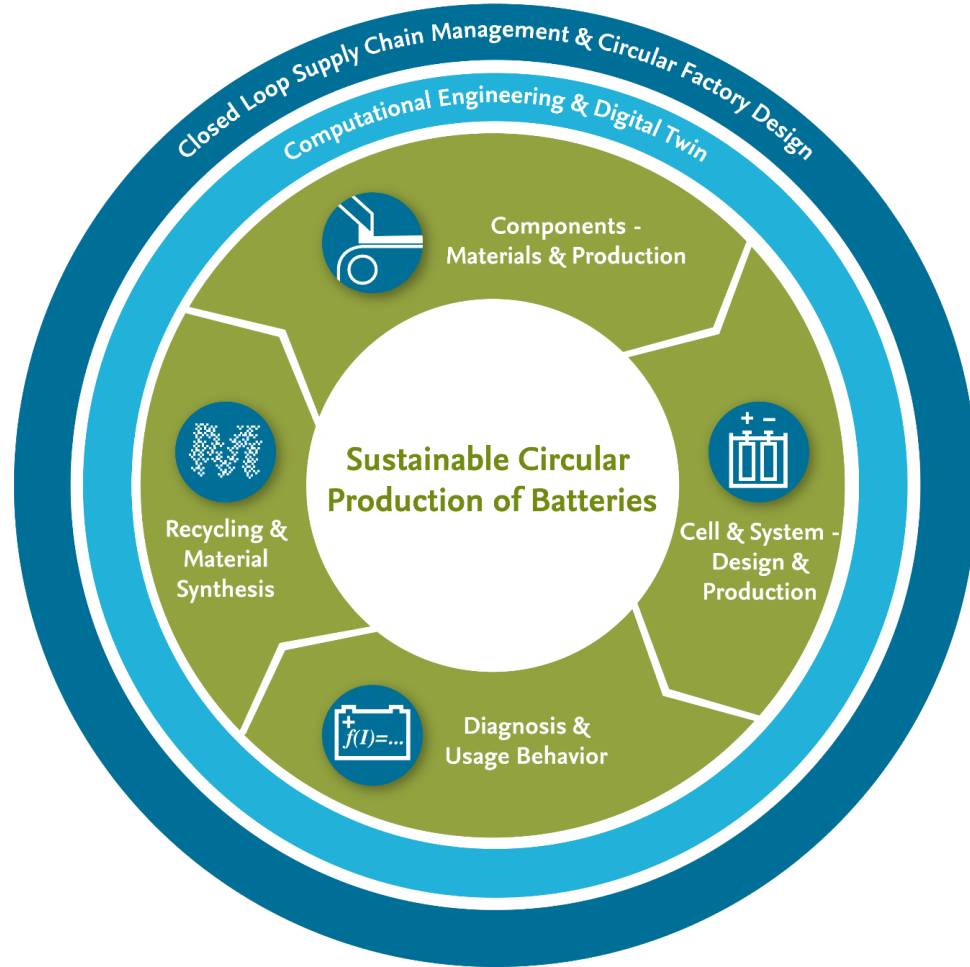 Closed Loop Supply Chain Management & Circular Factory Design
Computational Engineering & Digital Twin
Components -
Materials & Production
Sustainable Circular
Production of Batteries
+ –
Cell & System -
Design &
Production
Recycling &
Material
Synthesis
+
f(I)=...
Diagnosis &
Usage Behavior